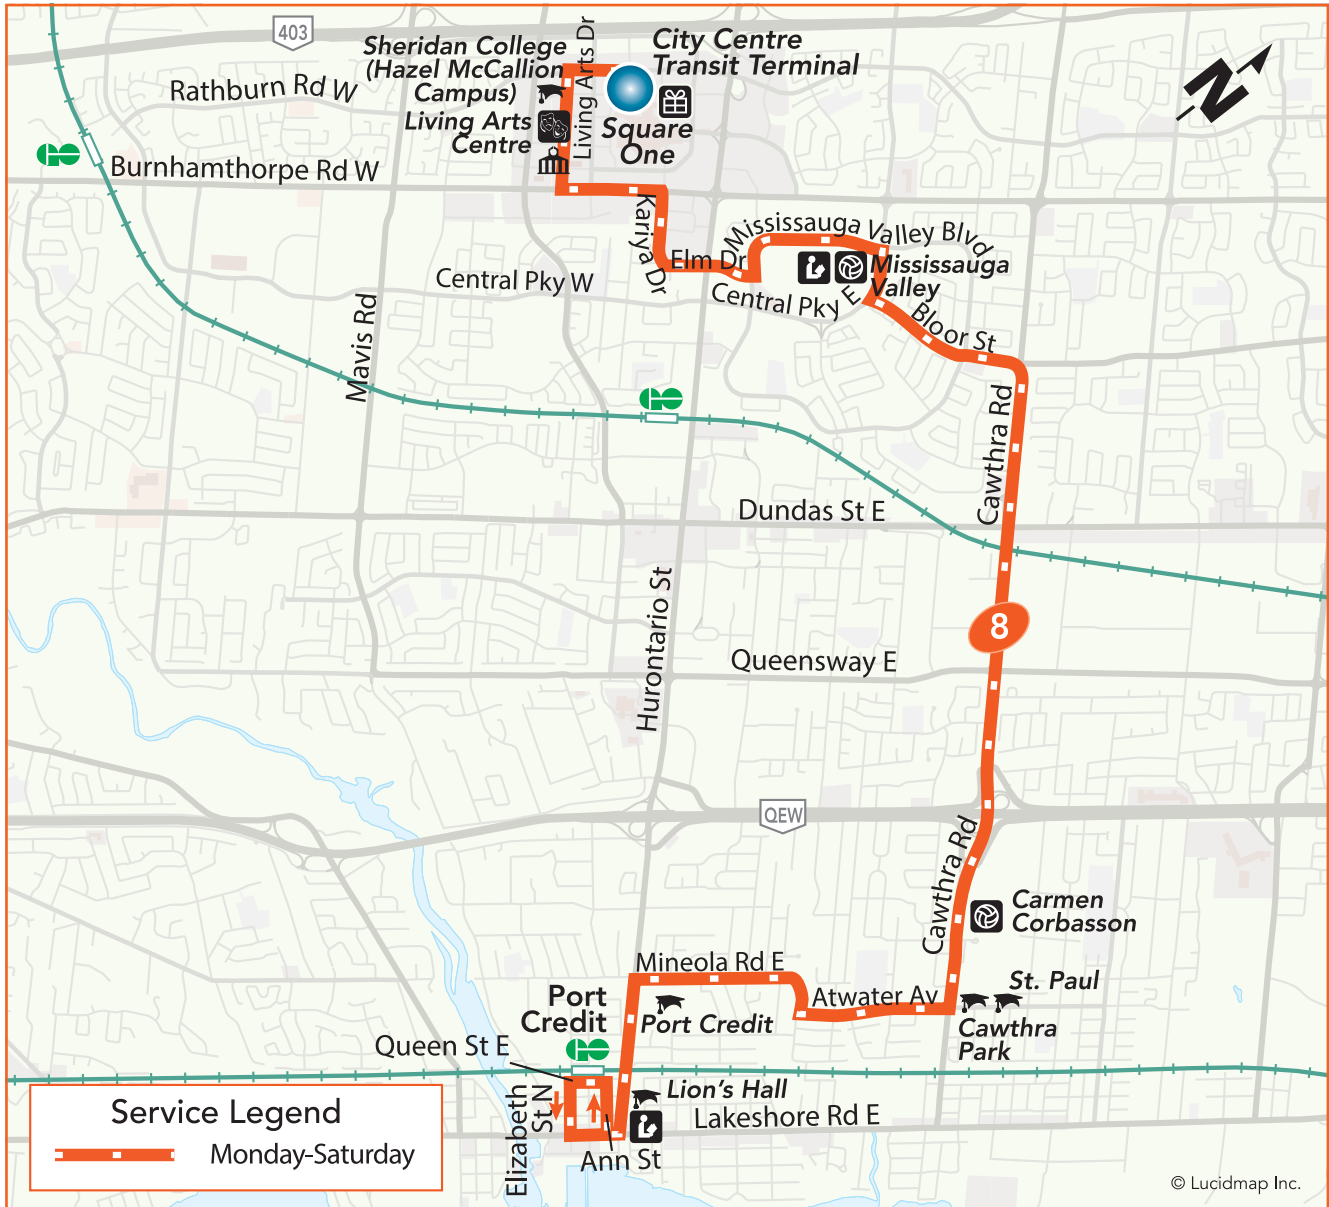 403
Sheridan College
(Hazel McCallion
Campus)
Living Arts Dr
City Centre
Transit Terminal
Rathburn Rd W
Living Arts
Centre
Square
One
N
Burnhamthorpe Rd W
Kariya Dr
Mississauga Valley Blvd
Elm Dr
Mississauga
Valley
Central Pky W
Central Pky E
Bloor St
Mavis Rd
Cawthra Rd
Dundas St E
Hurontario St
8
Queensway E
QEW
Cawthra Rd
Carmen
Corbasson
Mineola Rd E
St. Paul
Port
Credit
Atwater Av
Port Credit
Cawthra
Park
Queen St E
Lion's Hall
Elizabeth
St N
Lakeshore Rd E
Ann St
Service Legend
Monday-Saturday
© Lucidmap Inc.